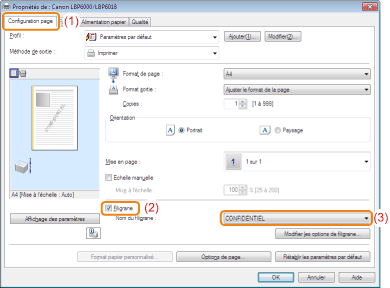 Propriétés de : Canon LBP6000/LBP6018
Configuration page (1) Alimentation papier Qualité
Profil : Paramètres par défaut Ajouter(1)... Modifier(2)...
Méthode de sortie : Imprimer
Format de page : A4
Format sortie : Ajuster le format de la page
Copies : 1 [1 à 999]
Orientation
A Portrait A Paysage
Mise en page : 1 1 sur 1
Echelle manuelle
Mise à l'échelle : 100 % [25 à 200]
A4 [Mise à l'échelle : Auto]
Filigrane (2)
Affichage des paramètres Nom du filigrane : CONFIDENTIEL (3)
Modifier les options de filigrane...
Format papier personnalisé... Options de page... Rétablir les paramètres par défaut
OK Annuler Aide